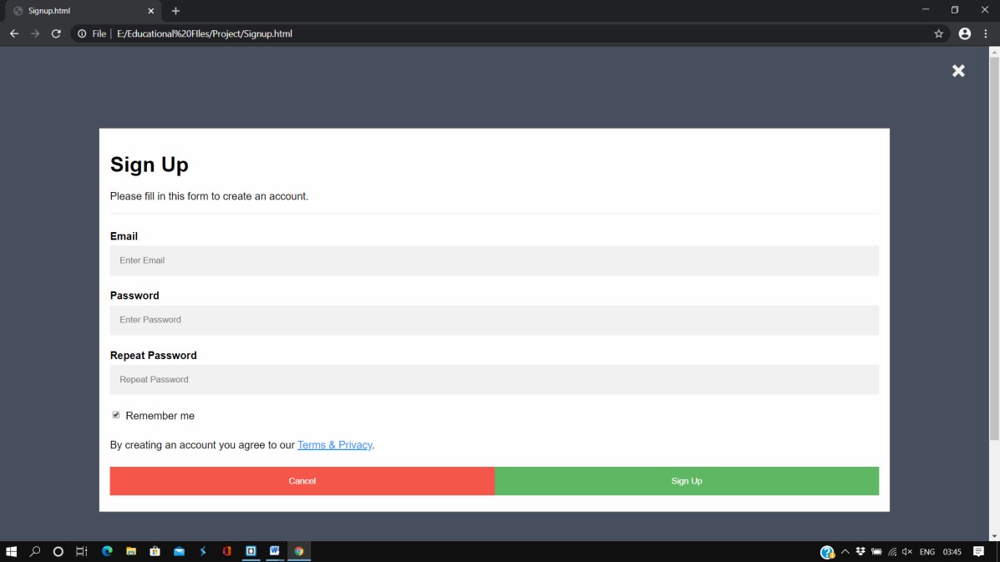 Signup.html
File | E:/Educational%20FIles/Project/Signup.html
Sign Up
Please fill in this form to create an account.
Email
Enter Email
Password
Enter Password
Repeat Password
Repeat Password
Remember me
By creating an account you agree to our Terms & Privacy.
Cancel Sign Up
ENG 03:45